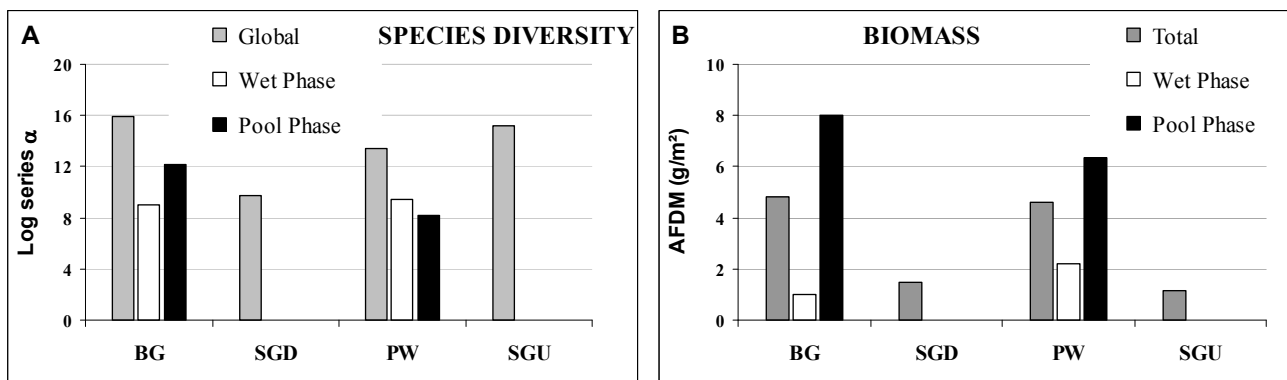 A
SPECIES DIVERSITY
Global
Wet Phase
Pool Phase
Log series α
20
16
12
8
4
0
BG SGD PW SGU
B
BIOMASS
Total
Wet Phase
Pool Phase
AFDM (g/m²)
10
8
6
4
2
0
BG SGD PW SGU